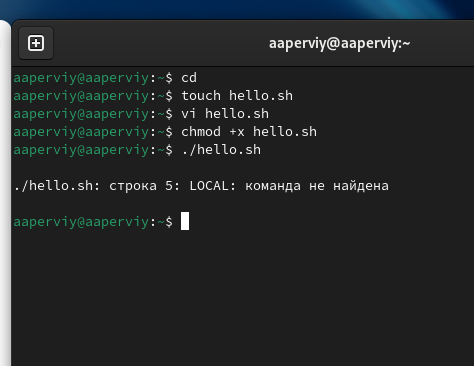 aaperviy@aaperviy:~
aaperviy@aaperviy:~$ cd
aaperviy@aaperviy:~$ touch hello.sh
aaperviy@aaperviy:~$ vi hello.sh
aaperviy@aaperviy:~$ chmod +x hello.sh
aaperviy@aaperviy:~$ ./hello.sh
./hello.sh: строка 5: LOCAL: команда не найдена
aaperviy@aaperviy:~$